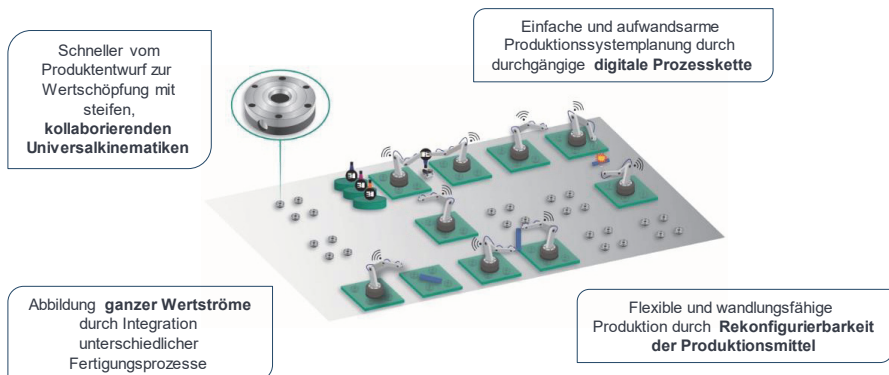 Schneller vom
Produktentwurf zur
Wertschöpfung mit
steifen,
kollaborierenden
Universalkinematiken
Einfache und aufwandsarme
Produktionssystemplanung durch
durchgängige digitale Prozesskette
Abbildung ganzer Wertströme
durch Integration
unterschiedlicher
Fertigungsprozesse
Flexible und wandlungsfähige
Produktion durch Rekonfigurierbarkeit
der Produktionsmittel